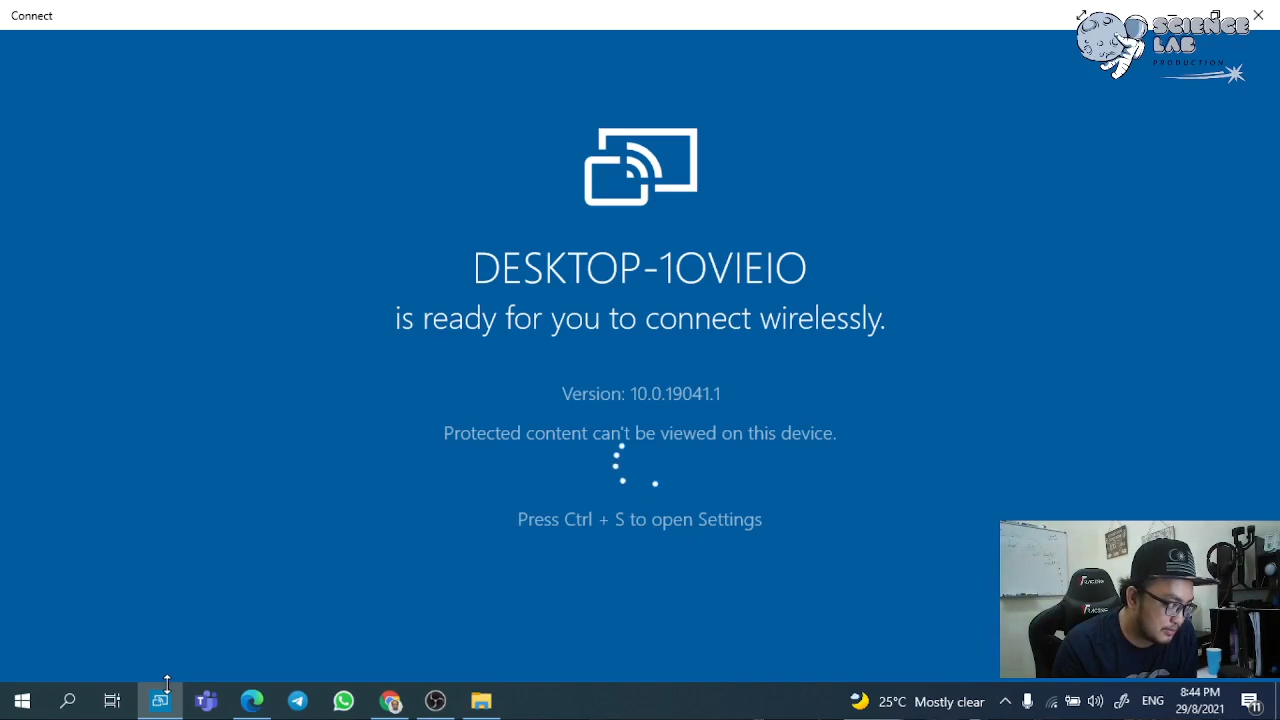 Connect
SCIENCE
LAB
PRODUCTION
DESKTOP-1OVIEIO
is ready for you to connect wirelessly.
Version: 10.0.19041.1
Protected content can't be viewed on this device.
Press Ctrl + S to open Settings
25°C Mostly clear
ENG
8:44 PM
29/8/2021
11